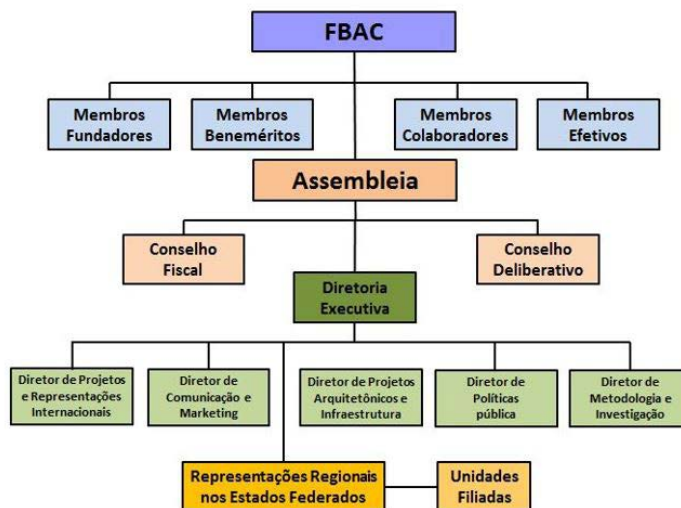 FBAC
Membros
Fundadores
Membros
Beneméritos
Membros
Colaboradores
Membros
Efetivos
Assembleia
Conselho
Fiscal
Conselho
Deliberativo
Diretoria
Executiva
Diretor de Projetos
e Representações
Internacionais
Diretor de
Comunicação e
Marketing
Diretor de Projetos
Arquitetônicos e
Infraestrutura
Diretor de
Políticas
pública
Diretor de
Metodologia e
Investigação
Representações Regionais
nos Estados Federados
Unidades
Filiadas